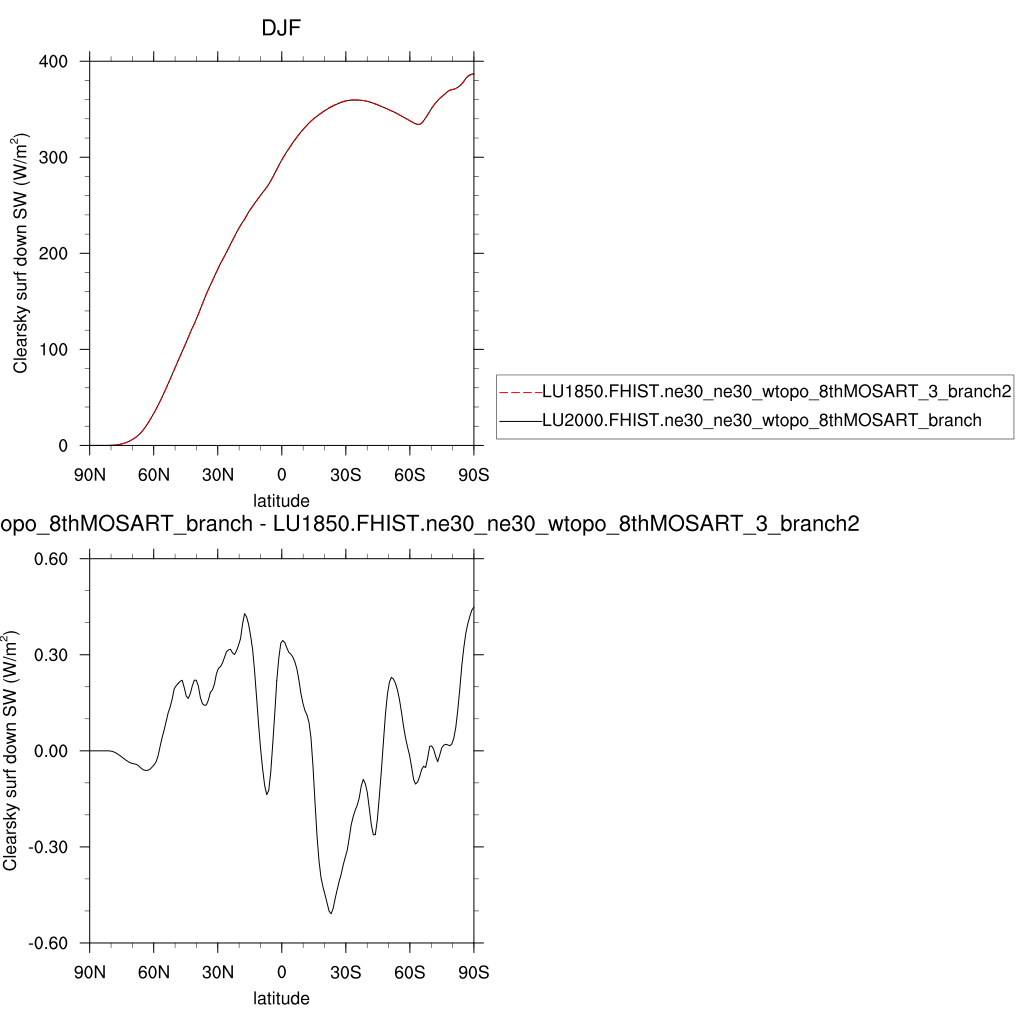 DJF
400
300
200
100
0
Clearsky surf down SW (W/m²)
90N 60N 30N 0 30S 60S 90S
latitude
LU1850.FHIST.ne30_ne30_wtopo_8thMOSART_3_branch2
LU2000.FHIST.ne30_ne30_wtopo_8thMOSART_branch
opo_8thMOSART_branch - LU1850.FHIST.ne30_ne30_wtopo_8thMOSART_3_branch2
0.60
0.30
0.00
-0.30
-0.60
Clearsky surf down SW (W/m²)
90N 60N 30N 0 30S 60S 90S
latitude